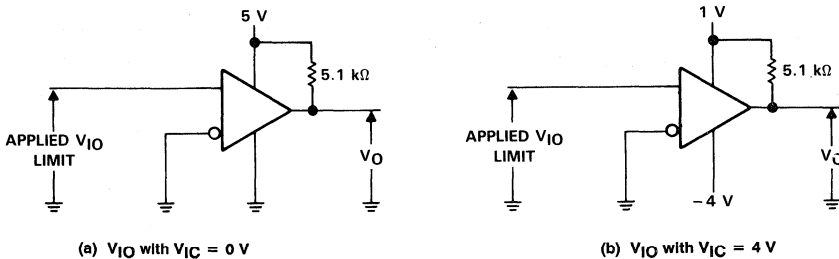 5 V
5.1 kΩ
APPLIED VIO
LIMIT
VO
(a) VIO with VIC = 0 V
1 V
5.1 kΩ
APPLIED VIO
LIMIT
-4 V
(b) VIO with VIC = 4 V